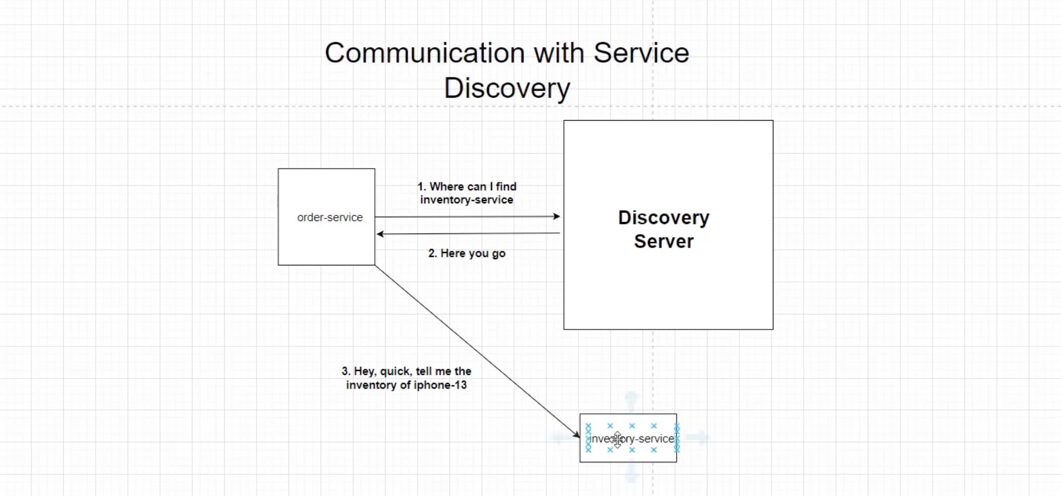 Communication with Service
Discovery
1. Where can I find
inventory-service
order-service
Discovery
Server
2. Here you go
3. Hey, quick, tell me the
inventory of iphone-13
inventory-service